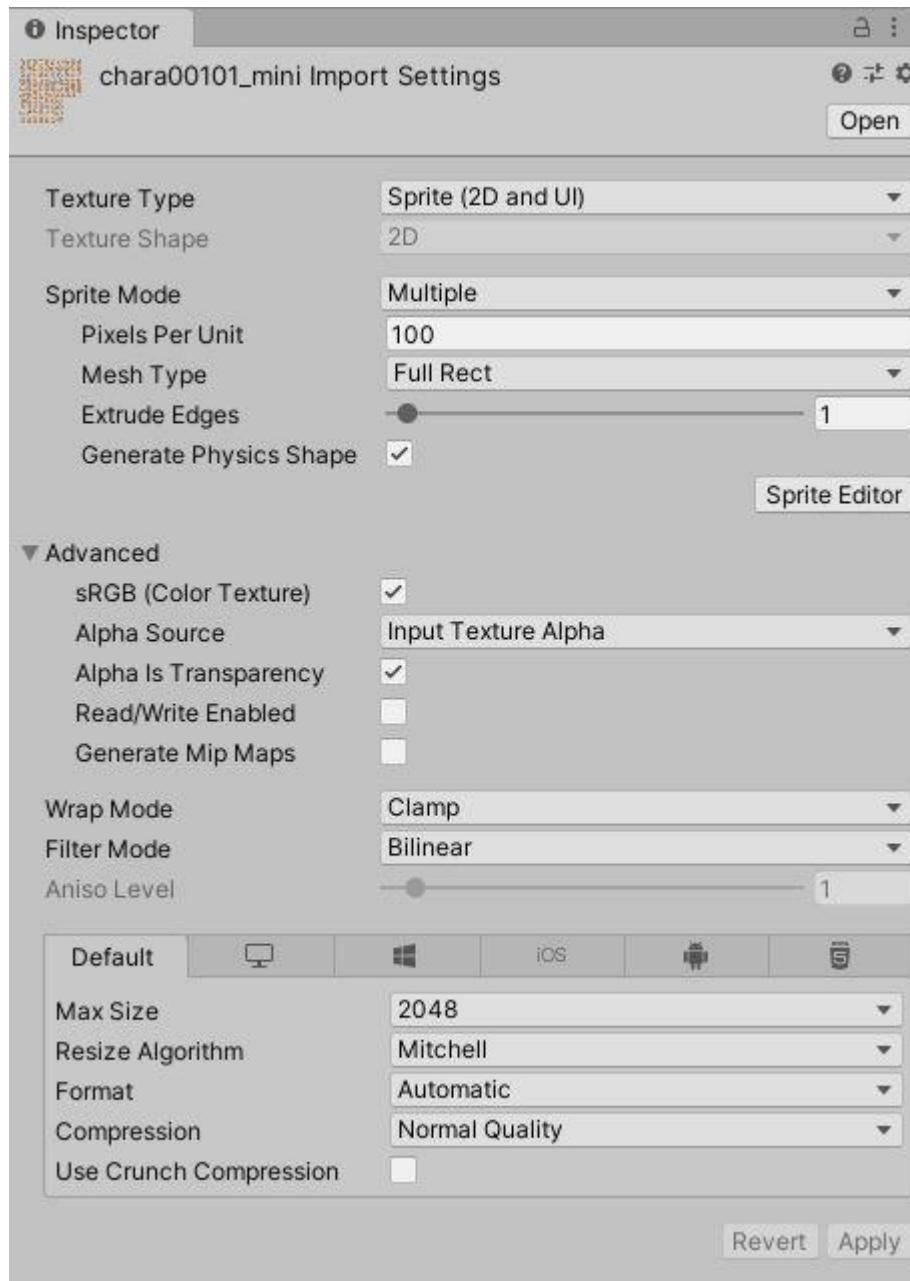 Inspector
chara00101_mini Import Settings
Open
Texture Type Sprite (2D and UI)
Texture Shape 2D
Sprite Mode Multiple
Pixels Per Unit 100
Mesh Type Full Rect
Extrude Edges 1
Generate Physics Shape
Sprite Editor
Advanced
sRGB (Color Texture)
Alpha Source Input Texture Alpha
Alpha Is Transparency
Read/Write Enabled
Generate Mip Maps
Wrap Mode Clamp
Filter Mode Bilinear
Aniso Level 1
Default iOS
Max Size 2048
Resize Algorithm Mitchell
Format Automatic
Compression Normal Quality
Use Crunch Compression
Revert Apply